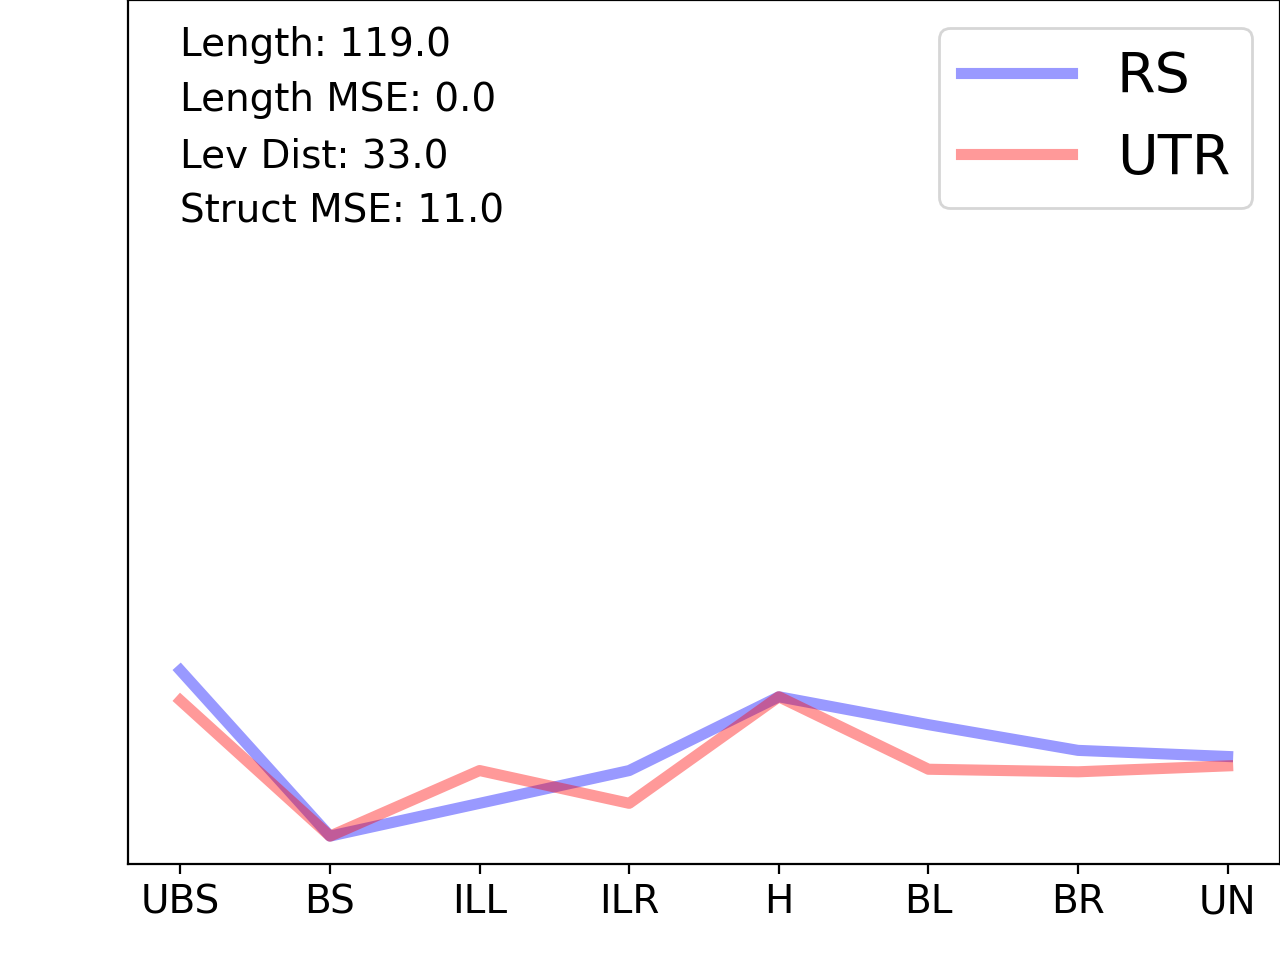 Length: 119.0
Length MSE: 0.0
Lev Dist: 33.0
Struct MSE: 11.0
RS
UTR
UBS BS ILL ILR H BL BR UN